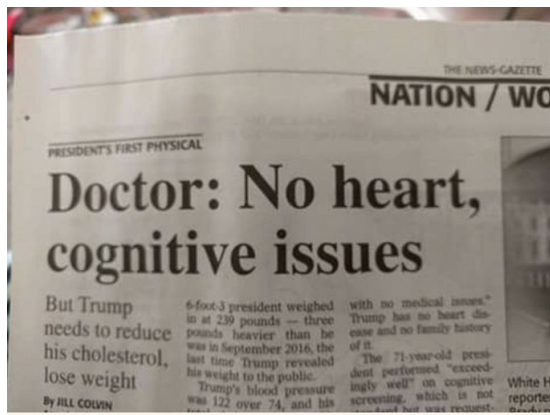 THE NEWS-GAZETTE
NATION / WO
PRESIDENT'S FIRST PHYSICAL
Doctor: No heart,
cognitive issues
But Trump
needs to reduce
his cholesterol,
lose weight
By JILL COLVIN
6-foot-3 president weighed
in at 239 pounds — three
pounds heavier than he
was in September 2016, the
last time Trump revealed
his weight to the public.
Trump's blood pressure
was 122 over 74, and his
with no medical issues."
Trump has no heart dis-
ease and no family history
of it.
The 71-year-old presi-
dent performed "exceed-
ingly well" on cognitive
screening, which is not
but was request-
White H
reporte